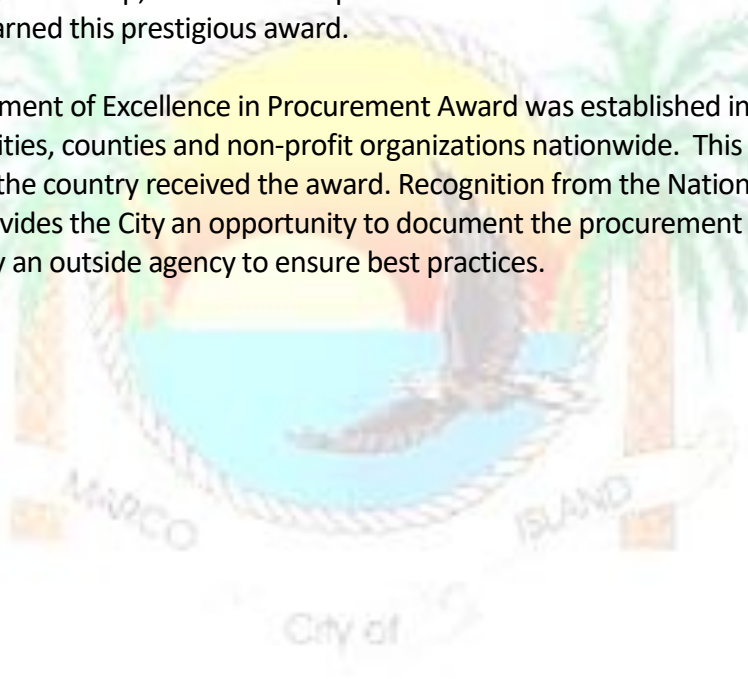 arned this prestigious award.
ment of Excellence in Procurement Award was established in
ities, counties and non-profit organizations nationwide. This
the country received the award. Recognition from the Nation
vides the City an opportunity to document the procurement
y an outside agency to ensure best practices.
MARCO ISLAND
City of